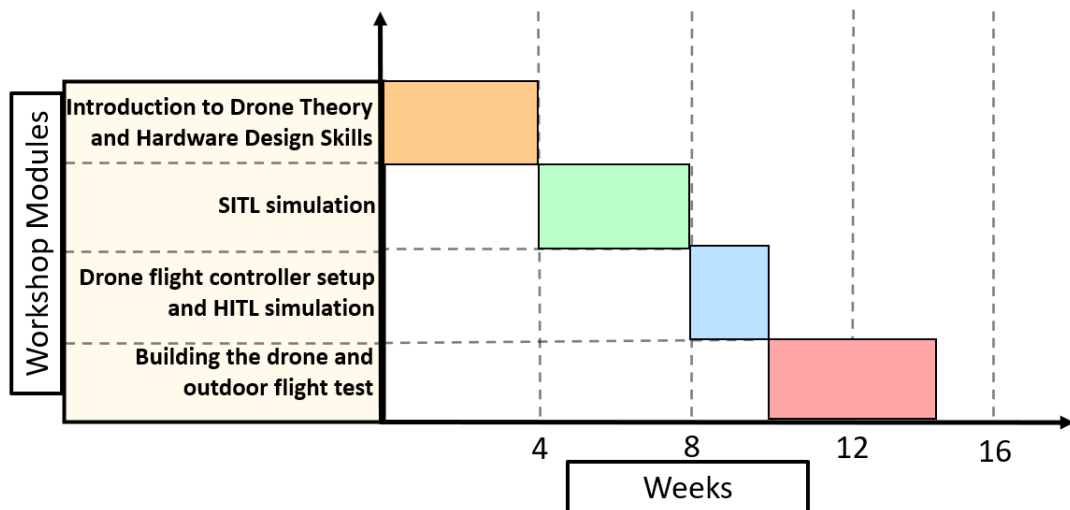 Workshop Modules
Introduction to Drone Theory
and Hardware Design Skills
SITL simulation
Drone flight controller setup
and HITL simulation
Building the drone and
outdoor flight test
4
8
12
16
Weeks